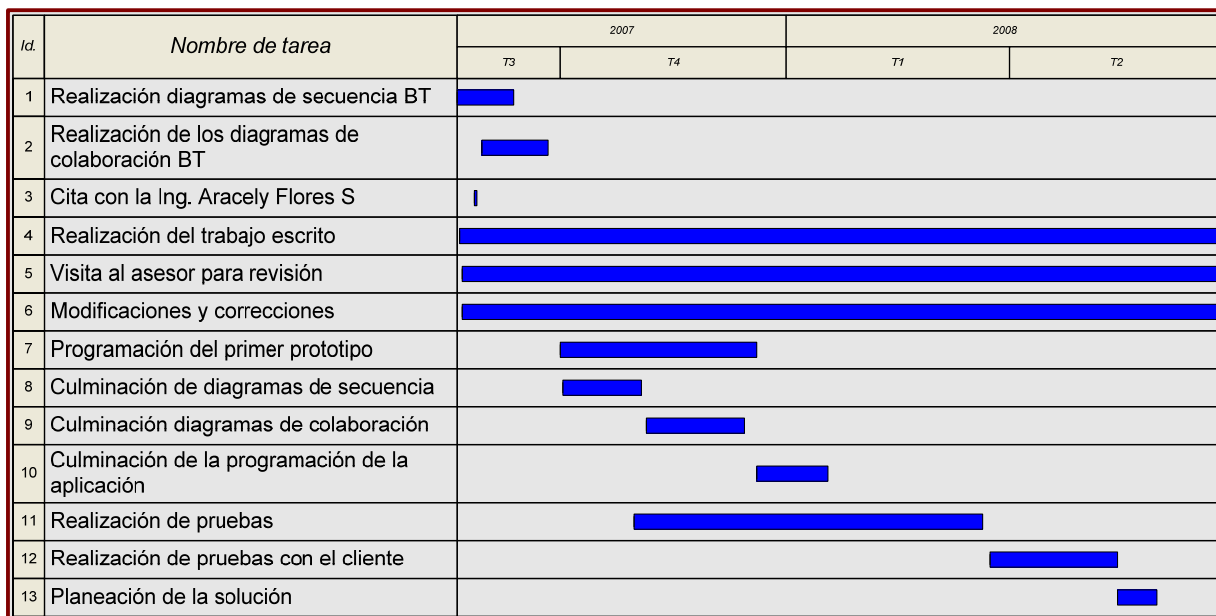 Id. Nombre de tarea 2007 2008
T3 T4 T1 T2
1 Realización diagramas de secuencia BT
2 Realización de los diagramas de
colaboración BT
3 Cita con la Ing. Aracely Flores S
4 Realización del trabajo escrito
5 Visita al asesor para revisión
6 Modificaciones y correcciones
7 Programación del primer prototipo
8 Culminación de diagramas de secuencia
9 Culminación diagramas de colaboración
10 Culminación de la programación de la
aplicación
11 Realización de pruebas
12 Realización de pruebas con el cliente
13 Planeación de la solución